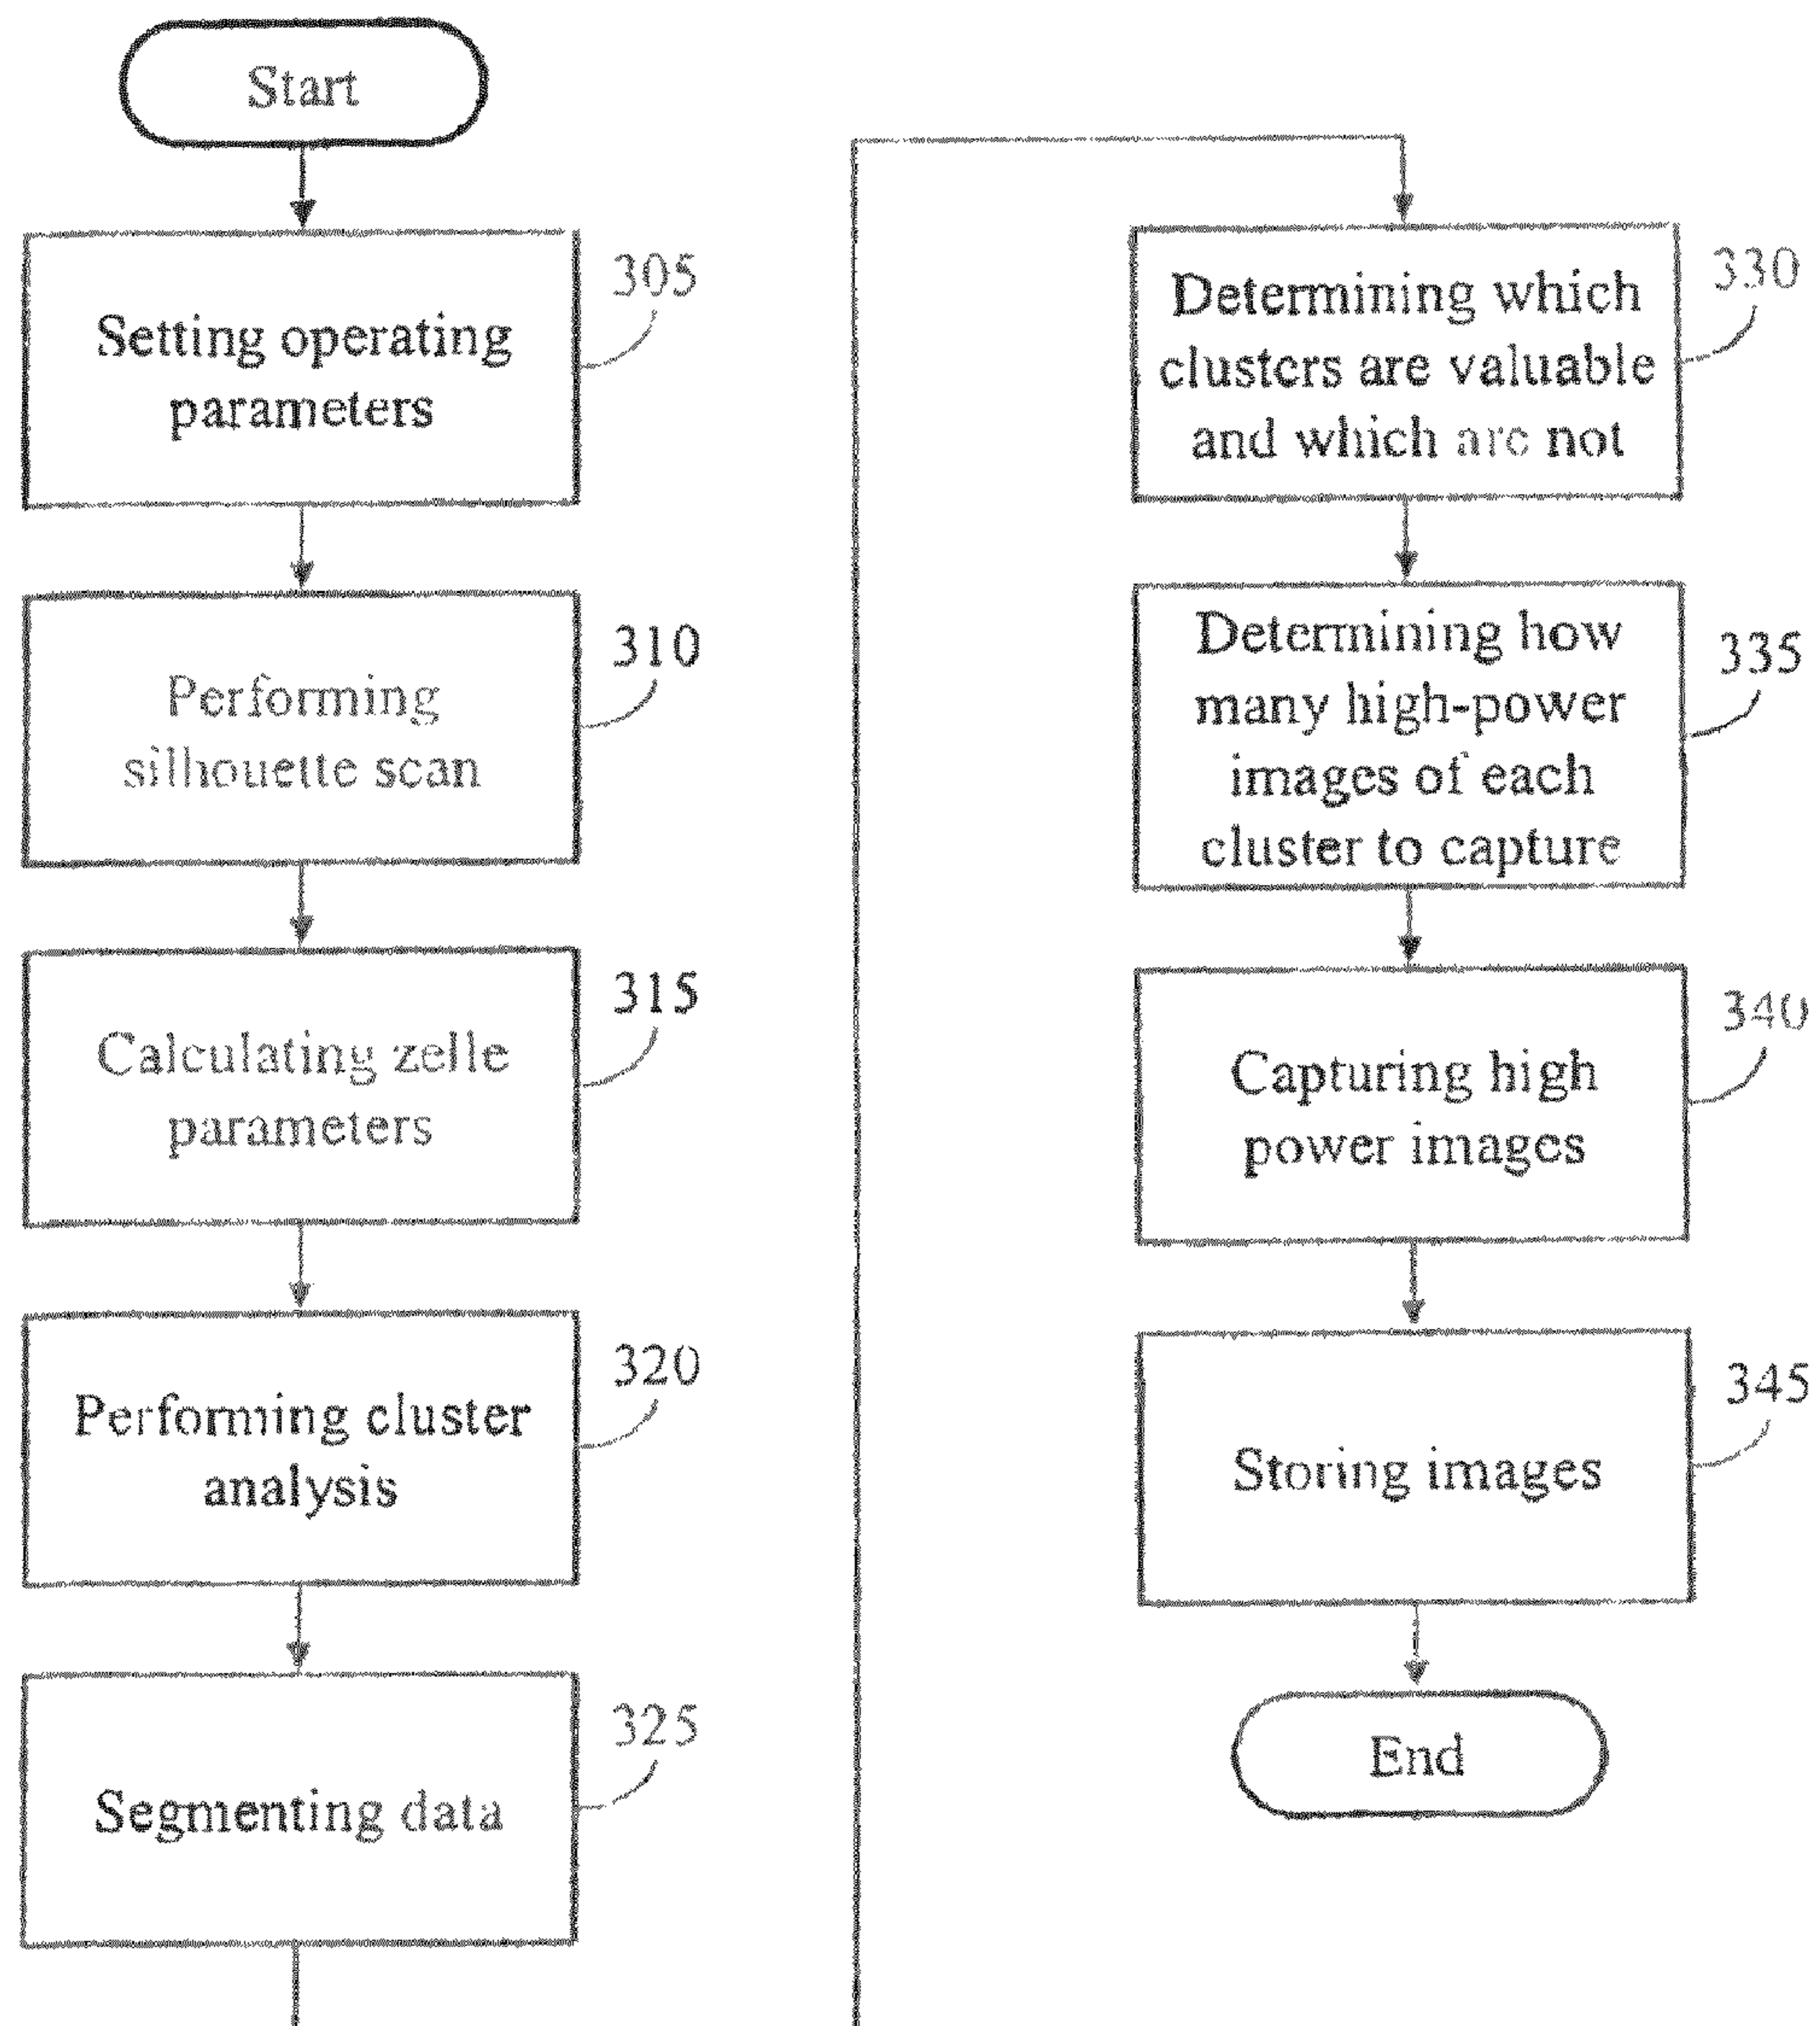 Start
305
Setting operating
parameters
310
Performing
silhouette scan
315
Calculating zelle
parameters
320
Performing cluster
analysis
325
Segmenting data
330
Determining which
clusters are valuable
and which are not
335
Determining how
many high-power
images of each
cluster to capture
340
Capturing high
power images
345
Storing images
End